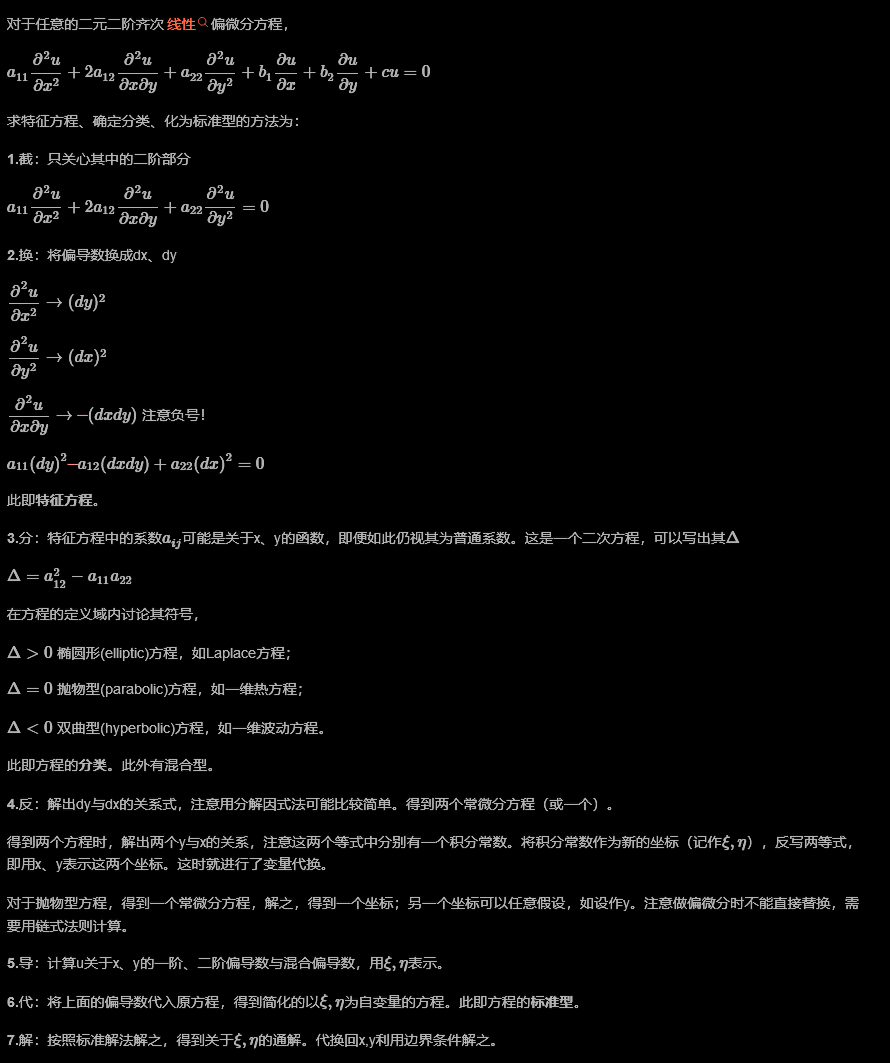 对于任意的二元二阶齐次 线性 偏微分方程，
$a_{11}\frac{\partial^2 u}{\partial x^2} + 2a_{12}\frac{\partial^2 u}{\partial x \partial y} + a_{22}\frac{\partial^2 u}{\partial y^2} + b_1\frac{\partial u}{\partial x} + b_2\frac{\partial u}{\partial y} + cu = 0$
求特征方程、确定分类、化为标准型的方法为：
1.截：只关心其中的二阶部分
$a_{11}\frac{\partial^2 u}{\partial x^2} + 2a_{12}\frac{\partial^2 u}{\partial x \partial y} + a_{22}\frac{\partial^2 u}{\partial y^2} = 0$
2.换：将偏导数换成dx、dy
$\frac{\partial^2 u}{\partial x^2} \to (dy)^2$
$\frac{\partial^2 u}{\partial y^2} \to (dx)^2$
$\frac{\partial^2 u}{\partial x \partial y} \to -(dxdy)$ 注意负号！
$a_{11}(dy)^2 - a_{12}(dxdy) + a_{22}(dx)^2 = 0$
此即特征方程。
3.分：特征方程中的系数$a_{ij}$可能是关于x、y的函数，即便如此仍视其为普通系数。这是一个二次方程，可以写出其Δ
$\Delta = a_{12}^2 - a_{11}a_{22}$
在方程的定义域内讨论其符号，
Δ > 0 椭圆形(elliptic)方程，如Laplace方程；
Δ = 0 抛物型(parabolic)方程，如一维热方程；
Δ < 0 双曲型(hyperbolic)方程，如一维波动方程。
此即方程的分类。此外有混合型。
4.反：解出dy与dx的关系式，注意用分解因式法可能比较简单。得到两个常微分方程（或一个）。
得到两个方程时，解出两个y与x的关系，注意这两个等式中分别有一个积分常数。将积分常数作为新的坐标（记作ξ, η），反写两等式，
即用x、y表示这两个坐标。这时就进行了变量代换。
对于抛物型方程，得到一个常微分方程，解之，得到一个坐标；另一个坐标可以任意假设，如设作y。注意做偏微分时不能直接替换，需
要用链式法则计算。
5.导：计算u关于x、y的一阶、二阶偏导数与混合偏导数，用ξ, η表示。
6.代：将上面的偏导数代入原方程，得到简化的以ξ, η为自变量的方程。此即方程的标准型。
7.解：按照标准解法解之，得到关于ξ, η的通解。代换回x,y利用边界条件解之。